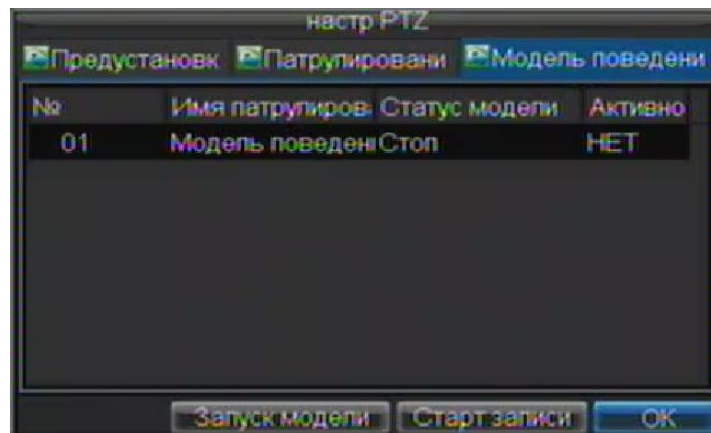 настр PTZ
Предустановк Патрулировани Модель поведени
№ Имя патрулиров Статус модели Активно
01 Модель поведени Стоп НЕТ
Запуск модели Старт записи OK